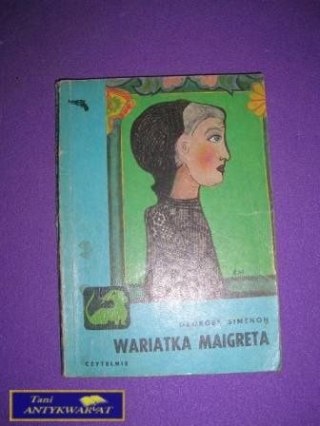 GEORGES SIMENON
WARIATKA MAIGRETA
CZYTELNIK
Tani
ANTYKWARIAT